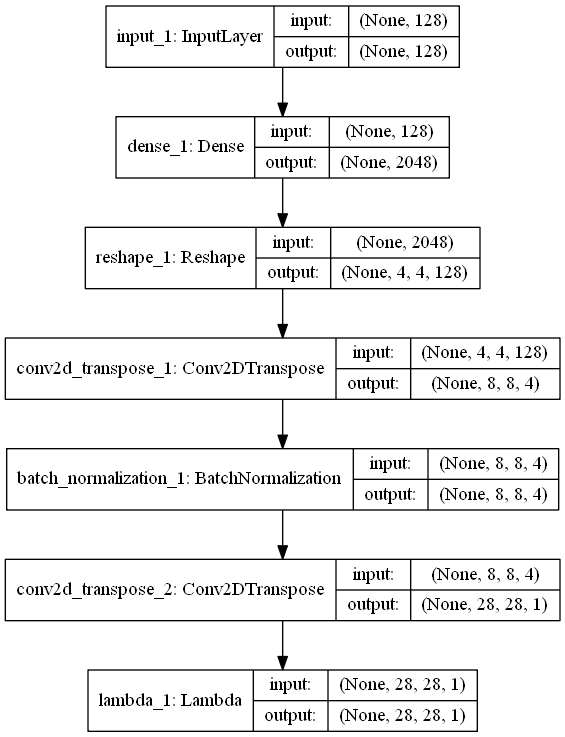 input_1: InputLayer
input: (None, 128)
output: (None, 128)
dense_1: Dense
input: (None, 128)
output: (None, 2048)
reshape_1: Reshape
input: (None, 2048)
output: (None, 4, 4, 128)
conv2d_transpose_1: Conv2DTranspose
input: (None, 4, 4, 128)
output: (None, 8, 8, 4)
batch_normalization_1: BatchNormalization
input: (None, 8, 8, 4)
output: (None, 8, 8, 4)
conv2d_transpose_2: Conv2DTranspose
input: (None, 8, 8, 4)
output: (None, 28, 28, 1)
lambda_1: Lambda
input: (None, 28, 28, 1)
output: (None, 28, 28, 1)